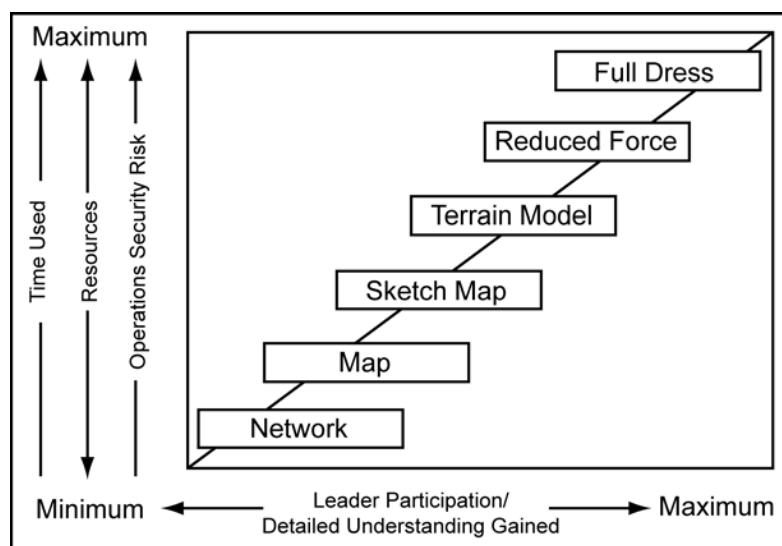 Maximum
Time Used
Resources
Operations Security Risk
Minimum
Full Dress
Reduced Force
Terrain Model
Sketch Map
Map
Network
Leader Participation/
Detailed Understanding Gained
Maximum